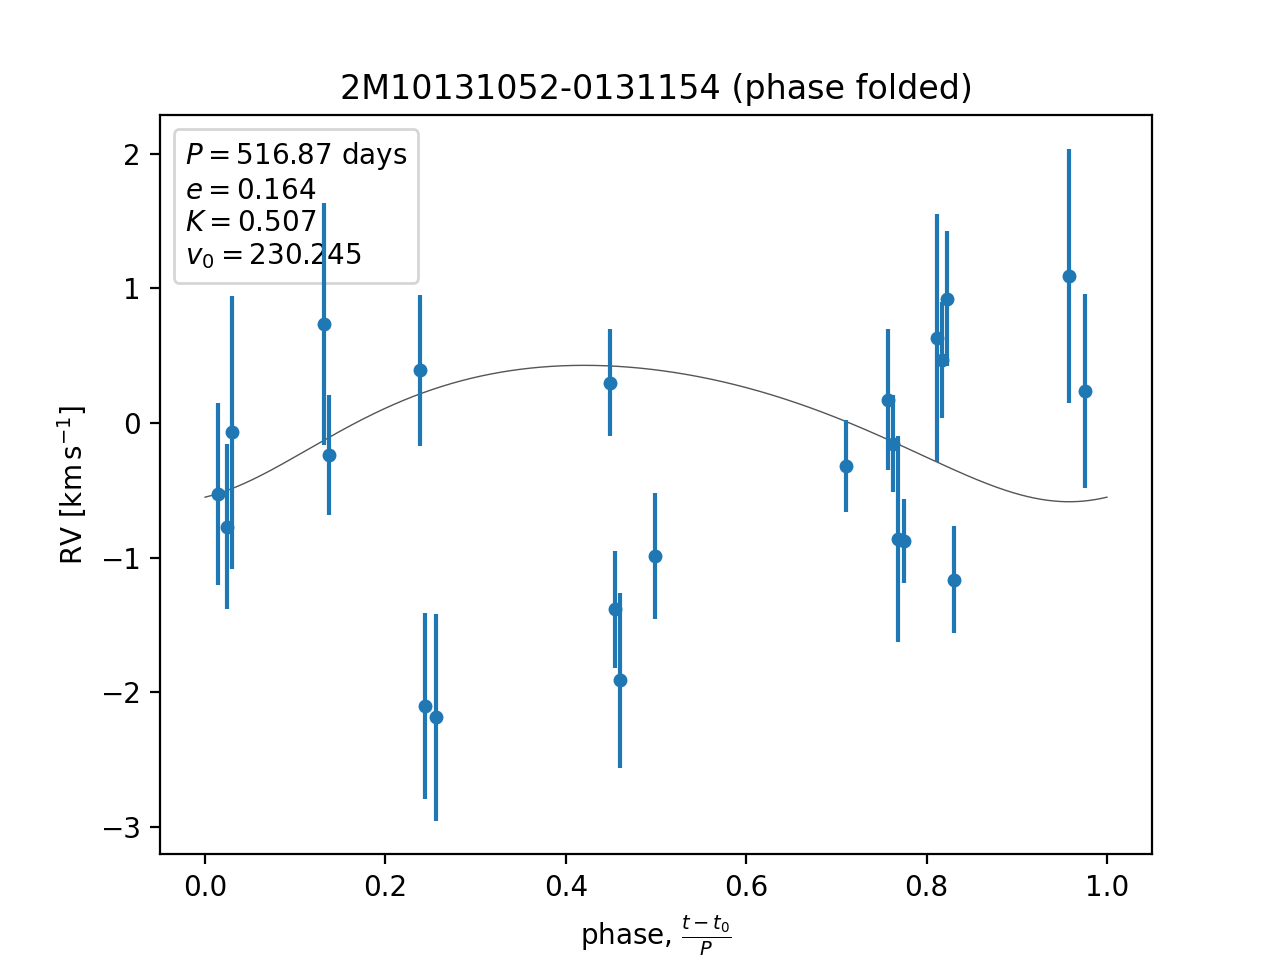 2M10131052-0131154 (phase folded)
P = 516.87 days
e = 0.164
K = 0.507
v₀ = 230.245
RV [km s⁻¹]
2
1
0
−1
−2
−3
0.0 0.2 0.4 0.6 0.8 1.0
phase, (t − t₀)/P